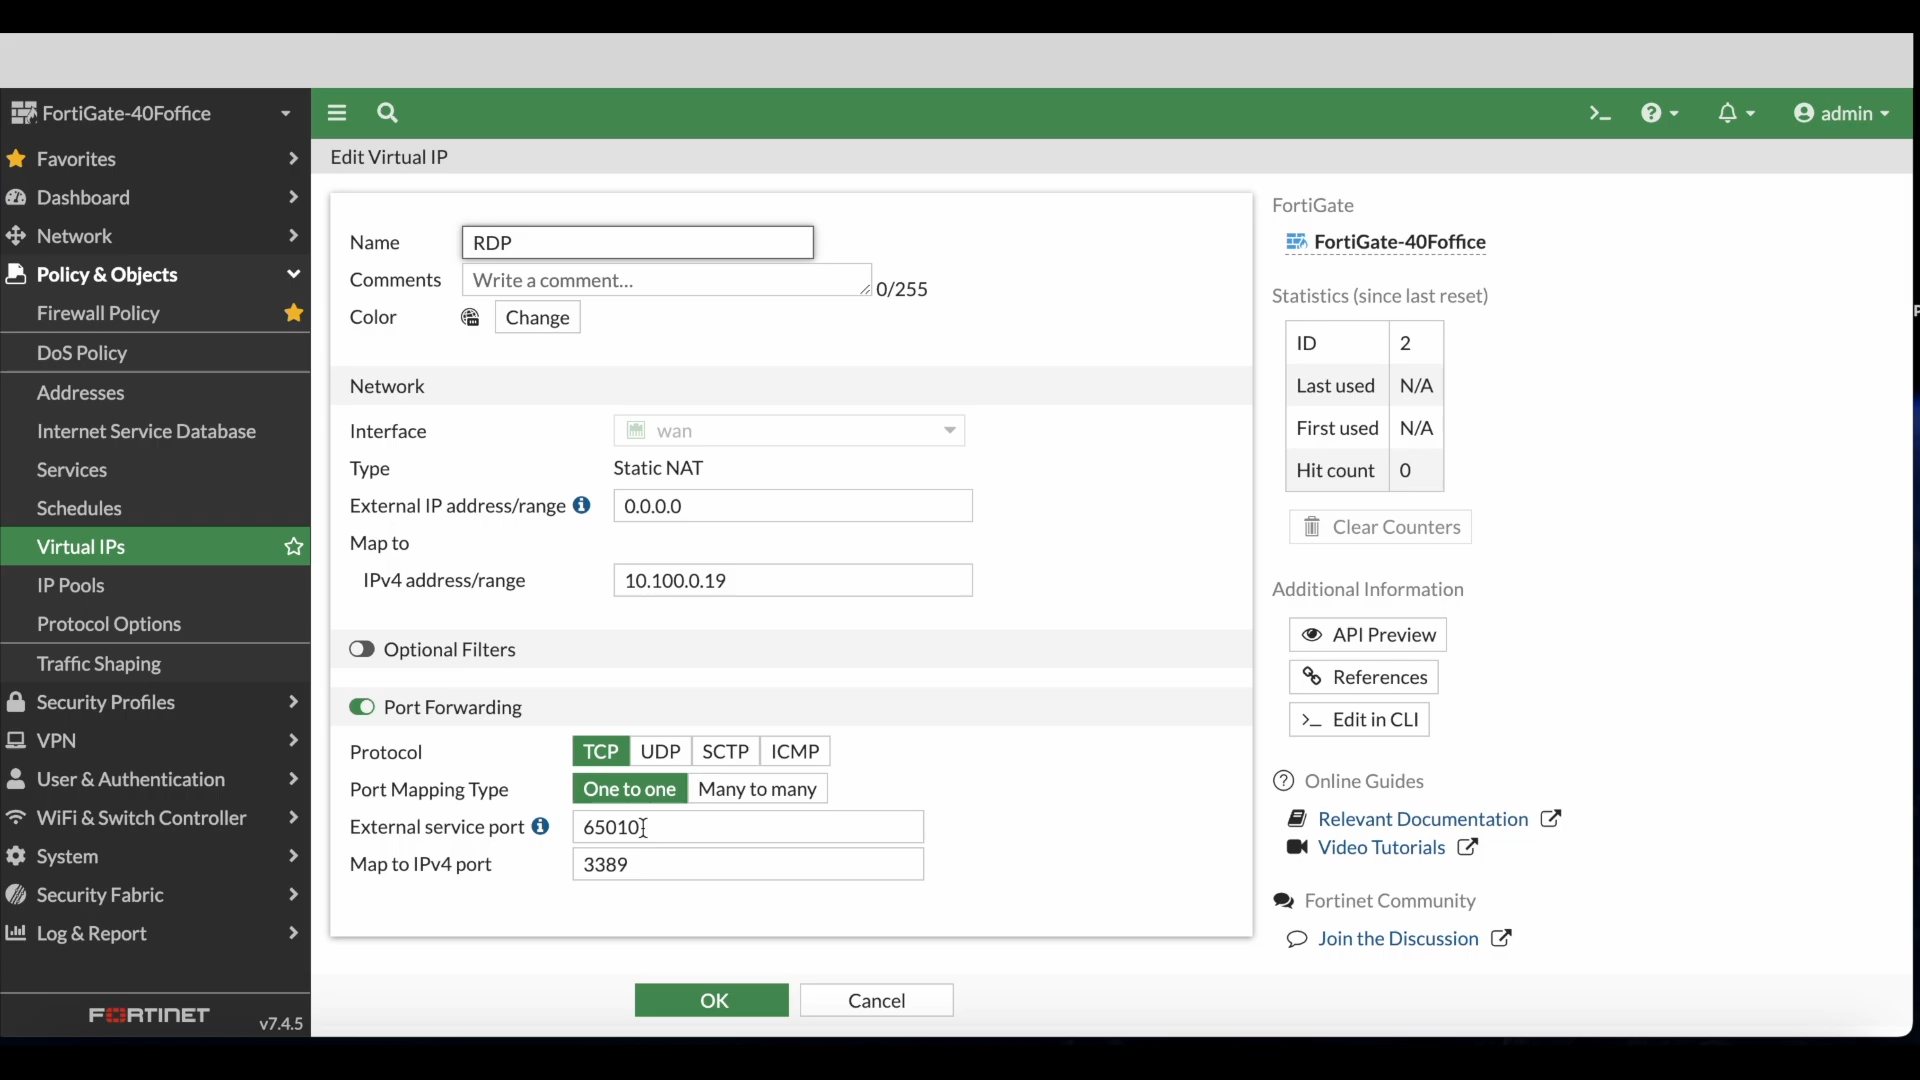 FortiGate-40Foffice
admin
Favorites
Dashboard
Network
Policy & Objects
Firewall Policy
DoS Policy
Addresses
Internet Service Database
Services
Schedules
Virtual IPs
IP Pools
Protocol Options
Traffic Shaping
Security Profiles
VPN
User & Authentication
WiFi & Switch Controller
System
Security Fabric
Log & Report
FORTINET
v7.4.5
Edit Virtual IP
Name RDP
Comments Write a comment... 0/255
Color Change
Network
Interface wan
Type Static NAT
External IP address/range 0.0.0.0
Map to
IPv4 address/range 10.100.0.19
Optional Filters
Port Forwarding
Protocol TCP UDP SCTP ICMP
Port Mapping Type One to one Many to many
External service port 65010
Map to IPv4 port 3389
OK Cancel
FortiGate
FortiGate-40Foffice
Statistics (since last reset)
ID 2
Last used N/A
First used N/A
Hit count 0
Clear Counters
Additional Information
API Preview
References
>_ Edit in CLI
Online Guides
Relevant Documentation
Video Tutorials
Fortinet Community
Join the Discussion